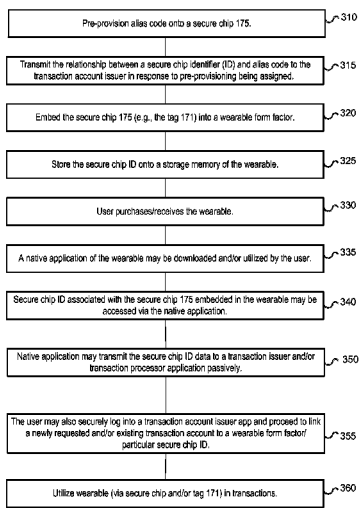 Pre-provision alias code onto a secure chip 175.
310
Transmit the relationship between a secure chip identifier (ID) and alias code to the
transaction account issuer in response to pre-provisioning being assigned.
315
Embed the secure chip 175 (e.g., the tag 171) into a wearable form factor.
320
Store the secure chip ID onto a storage memory of the wearable.
325
User purchases/receives the wearable.
330
A native application of the wearable may be downloaded and/or utilized by the user.
335
Secure chip ID associated with the secure chip 175 embedded in the wearable may be
accessed via the native application.
340
Native application may transmit the secure chip ID data to a transaction issuer and/or
transaction processor application passively.
350
The user may also securely log into a transaction account issuer app and proceed to link
a newly requested and/or existing transaction account to a wearable form factor/
particular secure chip ID.
355
Utilize wearable (via secure chip and/or tag 171) in transactions.
360